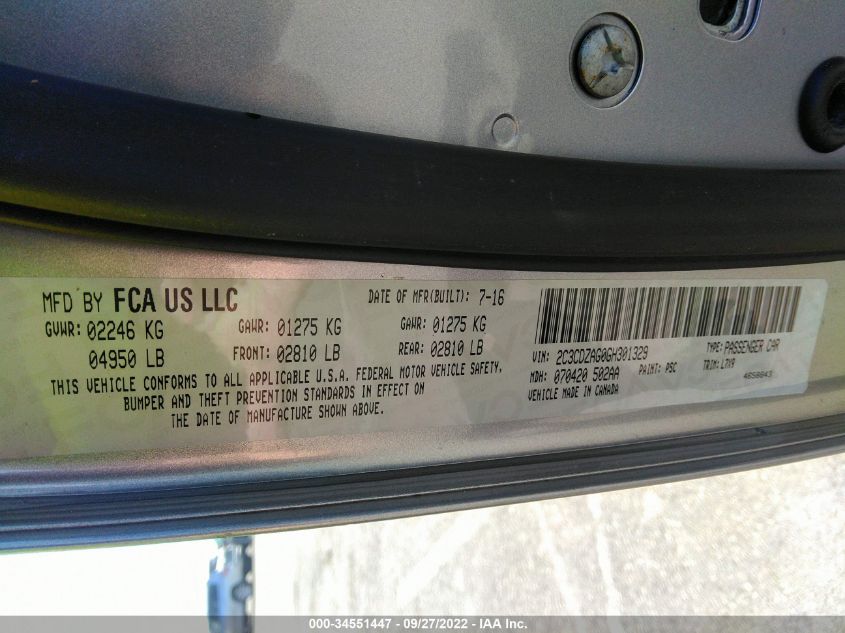 MFD BY FCA US LLC
DATE OF MFR(BUILT): 7-16
GVWR: 02246 KG
04950 LB
GAWR: 01275 KG
FRONT: 02810 LB
GAWR: 01275 KG
REAR: 02810 LB
THIS VEHICLE CONFORMS TO ALL APPLICABLE U.S.A. FEDERAL MOTOR VEHICLE SAFETY,
BUMPER AND THEFT PREVENTION STANDARDS IN EFFECT ON
THE DATE OF MANUFACTURE SHOWN ABOVE.
VIN: 2C3CDZAG0GH301329
TYPE: PASSENGER CAR
MDH: 070420 502AA
PAINT: PSC
TRIM: L7X9
VEHICLE MADE IN CANADA
4658643
000-34551447 - 09/27/2022 - IAA Inc.